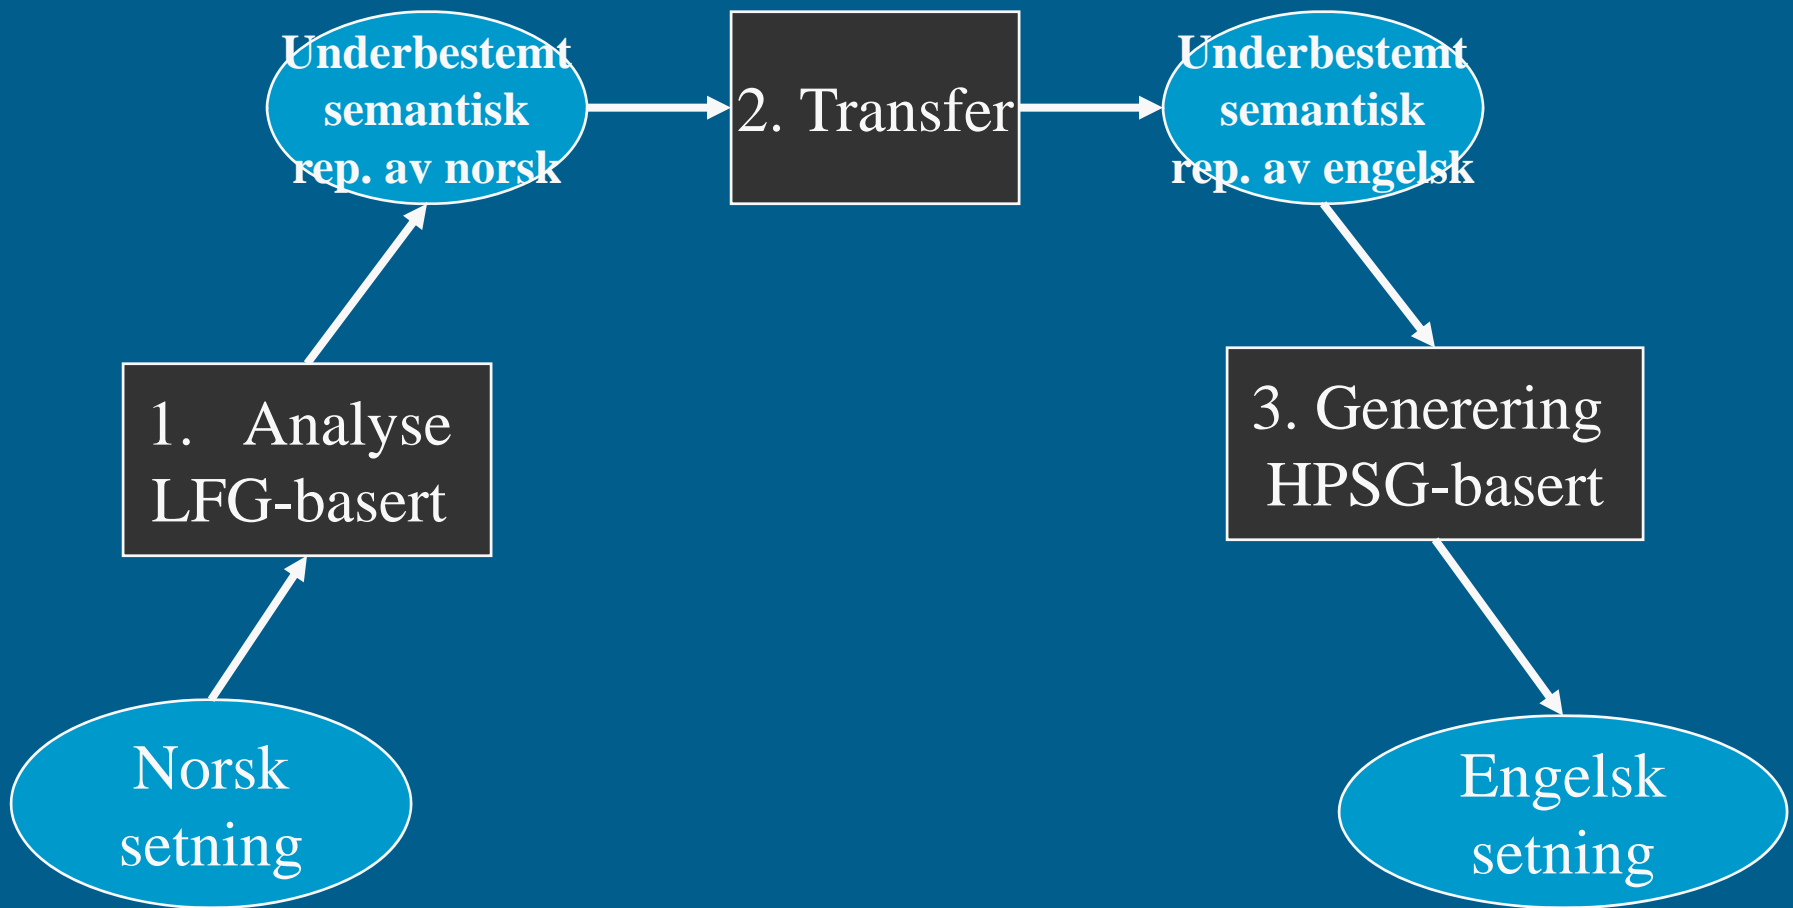 Underbestemt
semantisk
rep. av norsk
2. Transfer
Underbestemt
semantisk
rep. av engelsk
1. Analyse
LFG-basert
3. Generering
HPSG-basert
Norsk
setning
Engelsk
setning